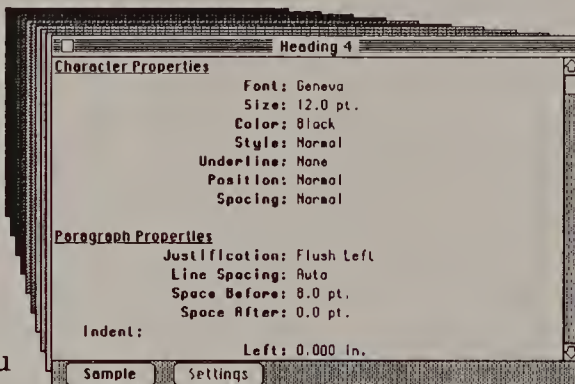 Heading 4
Character Properties
Font: Geneva
Size: 12.0 pt.
Color: Black
Style: Normal
Underline: None
Position: Normal
Spacing: Normal
Paragraph Properties
Justification: Flush Left
Line Spacing: Auto
Space Before: 8.0 pt.
Space After: 0.0 pt.
Indent:
Left: 0.000 in.
u
Sample Settings